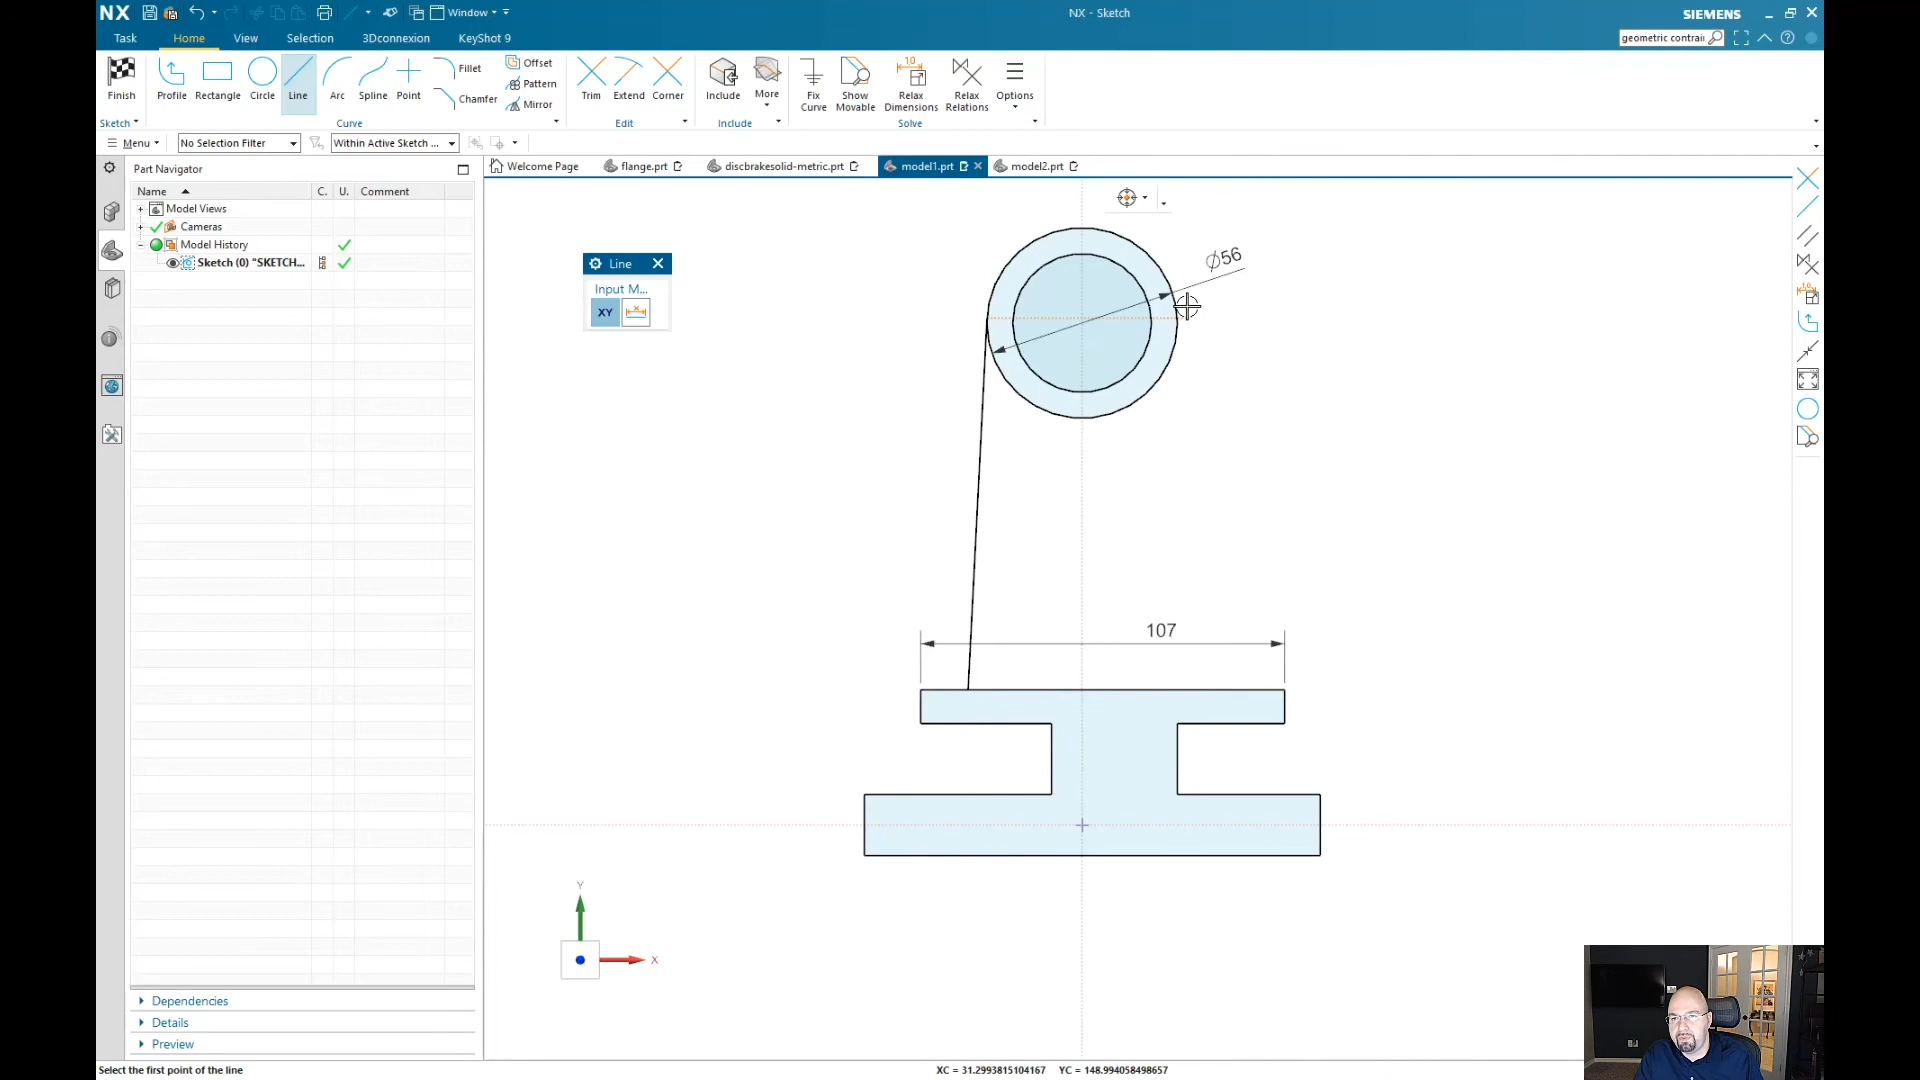 NX
Window
NX - Sketch
SIEMENS
Task
Home
View
Selection
3Dconnexion
KeyShot 9
geometric contrai
Finish
Profile
Rectangle
Circle
Line
Arc
Spline
Point
Fillet
Chamfer
Offset
Pattern
Mirror
Trim
Extend
Corner
Include
More
Fix
Curve
Show
Movable
Relax
Dimensions
Relax
Relations
Options
Sketch
Curve
Edit
Include
Solve
Menu
No Selection Filter
Within Active Sketch ...
Part Navigator
Welcome Page
flange.prt
discbrakesolid-metric.prt
model1.prt
model2.prt
Name
C.
U.
Comment
Model Views
Cameras
Model History
Sketch (0) "SKETCH...
Line
Input M...
XY
Ø56
107
Y
X
Dependencies
Details
Preview
Select the first point of the line
XC = 31.2993815104167 YC = 148.994058498657